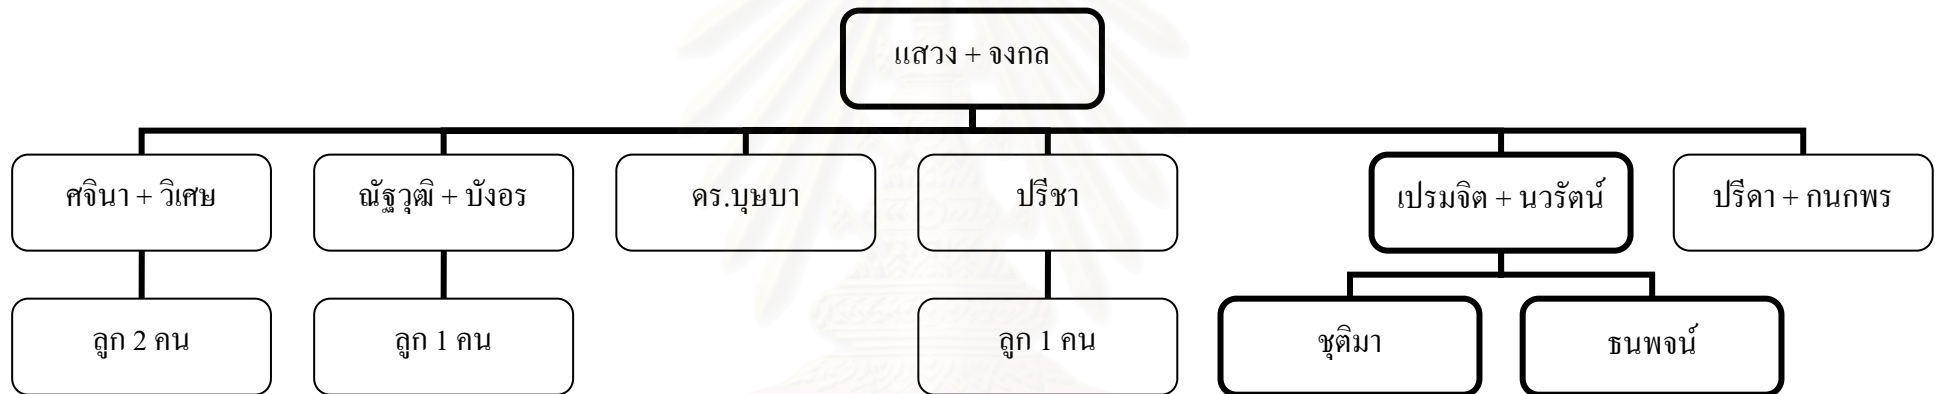 แสวง + จงกล
ศจินา + วิเศษ
ณัฐวุฒิ + บังอร
ดร.บุษบา
ปรีชา
เปรมจิต + นวรัตน์
ปรีดา + กนกพร
ลูก 2 คน
ลูก 1 คน
ลูก 1 คน
ชุติมา
ธนพจน์